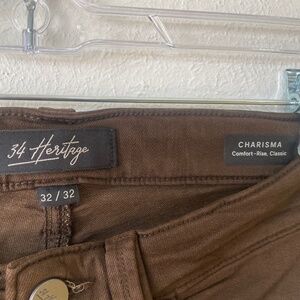 34 Heritage
CHARISMA
Comfort-Rise, Classic
32 / 32